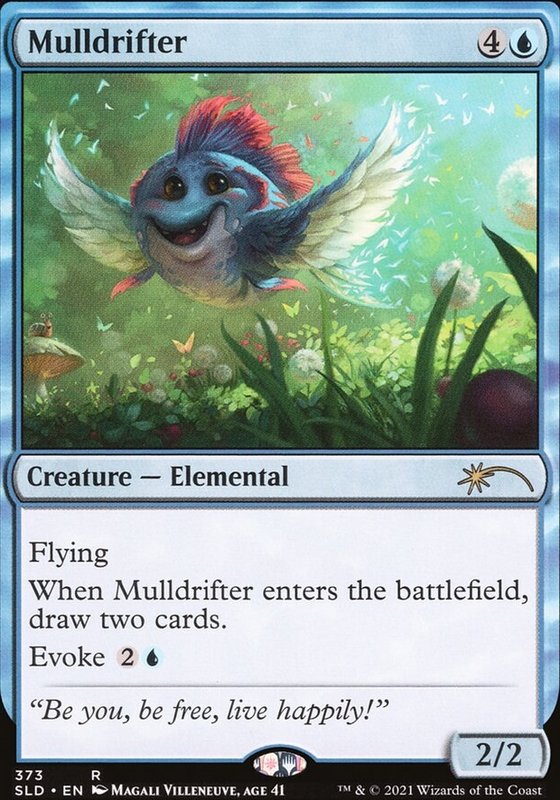 Mulldrifter 4
Creature — Elemental
Flying
When Mulldrifter enters the battlefield,
draw two cards.
Evoke 2
“Be you, be free, live happily!”
2/2
373 R
SLD • EN Magali Villeneuve, age 41
™ & © 2021 Wizards of the Coast